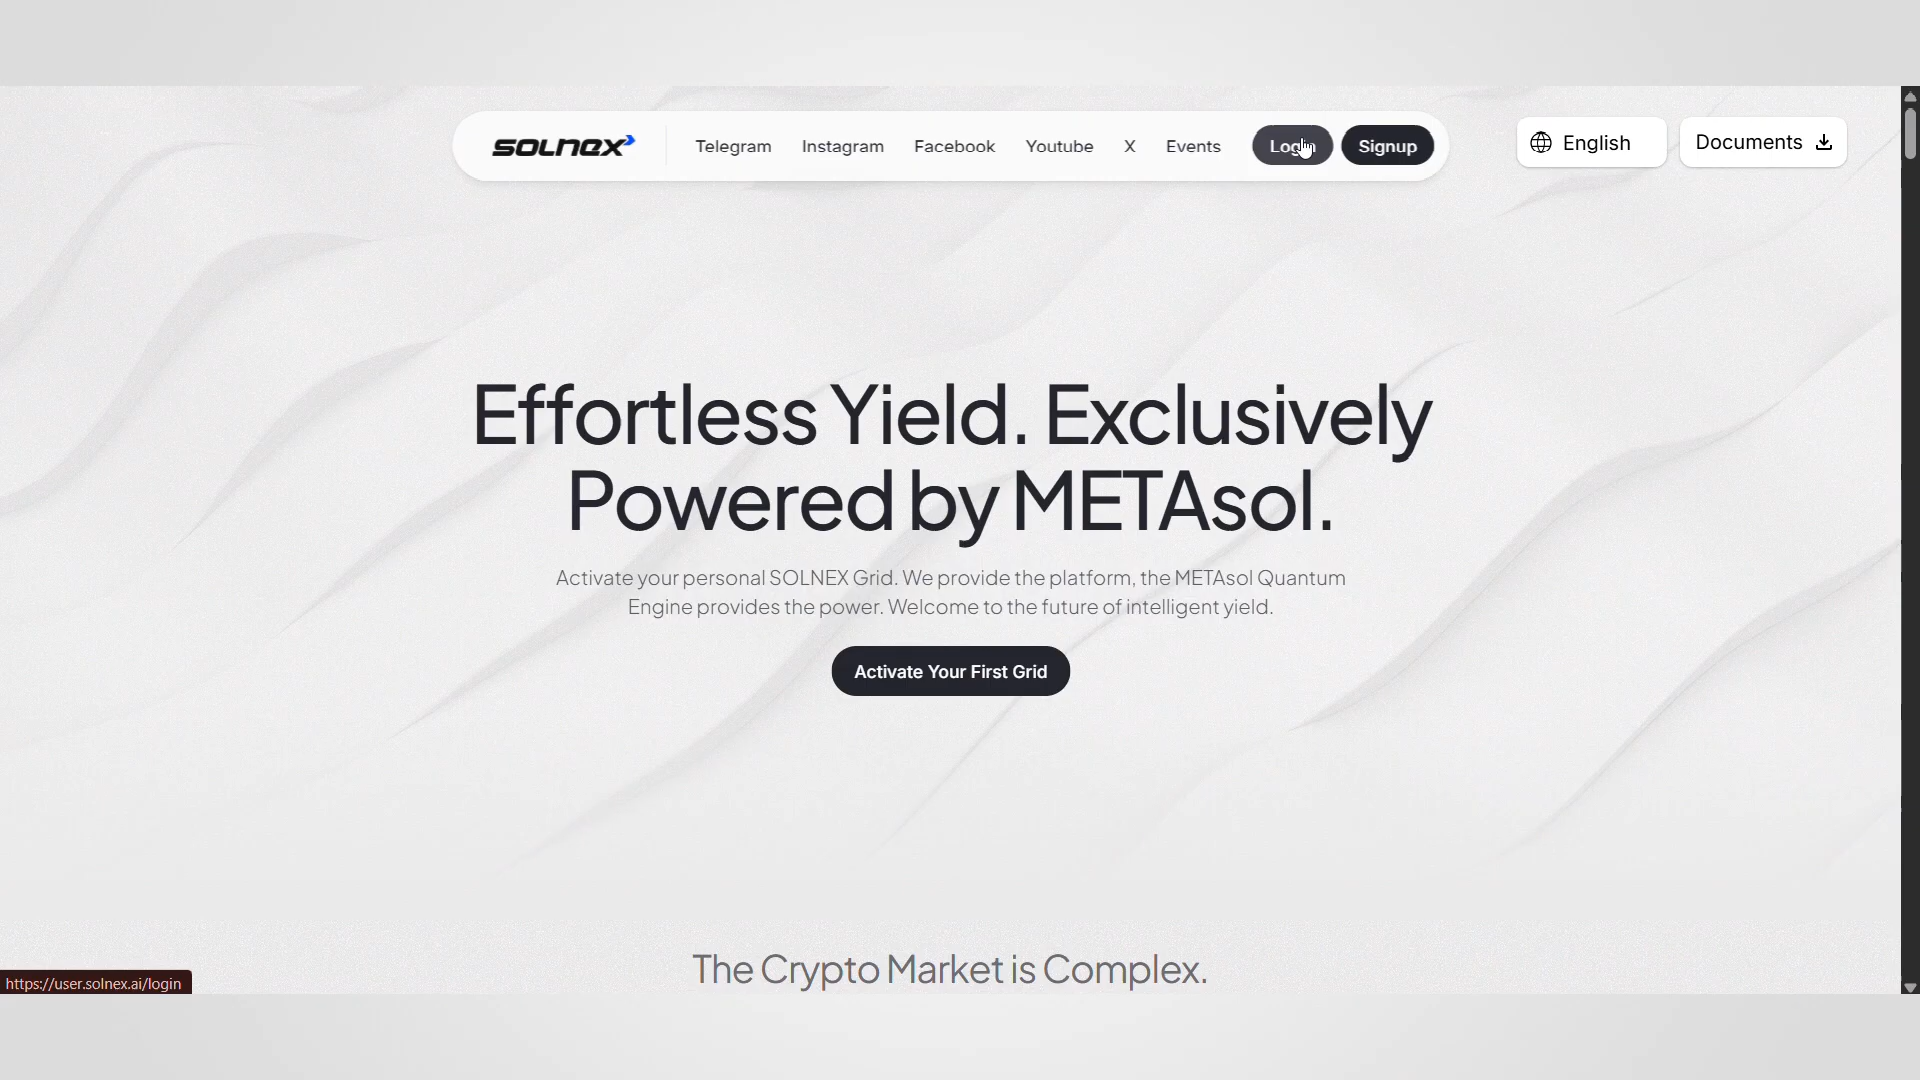 SOLNEX
Telegram
Instagram
Facebook
Youtube
X
Events
Login
Signup
English
Documents
Effortless Yield. Exclusively
Powered by METAsol.
Activate your personal SOLNEX Grid. We provide the platform, the METAsol Quantum
Engine provides the power. Welcome to the future of intelligent yield.
Activate Your First Grid
The Crypto Market is Complex.
https://user.solnex.ai/login